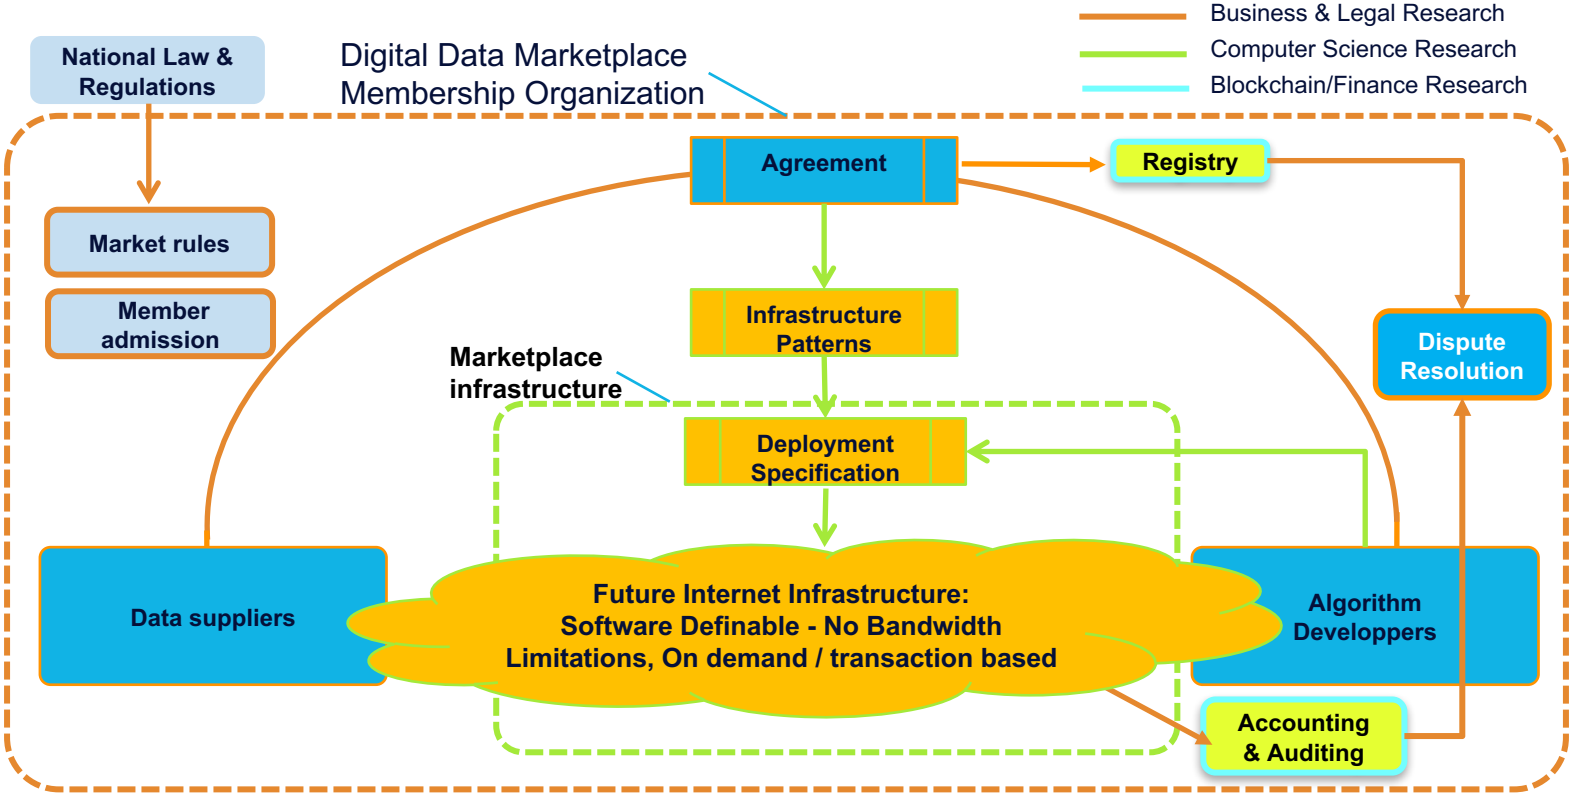 Business & Legal Research
Computer Science Research
Blockchain/Finance Research
National Law &
Regulations
Digital Data Marketplace
Membership Organization
Agreement
Registry
Market rules
Member
admission
Infrastructure
Patterns
Dispute
Resolution
Marketplace
infrastructure
Deployment
Specification
Data suppliers
Future Internet Infrastructure:
Software Definable - No Bandwidth
Limitations, On demand / transaction based
Algorithm
Developpers
Accounting
& Auditing